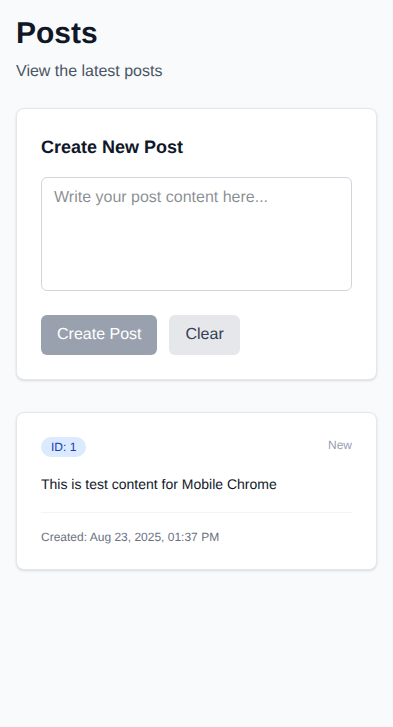 Posts
View the latest posts
Create New Post
Write your post content here...
Create Post
Clear
ID: 1
New
This is test content for Mobile Chrome
Created: Aug 23, 2025, 01:37 PM